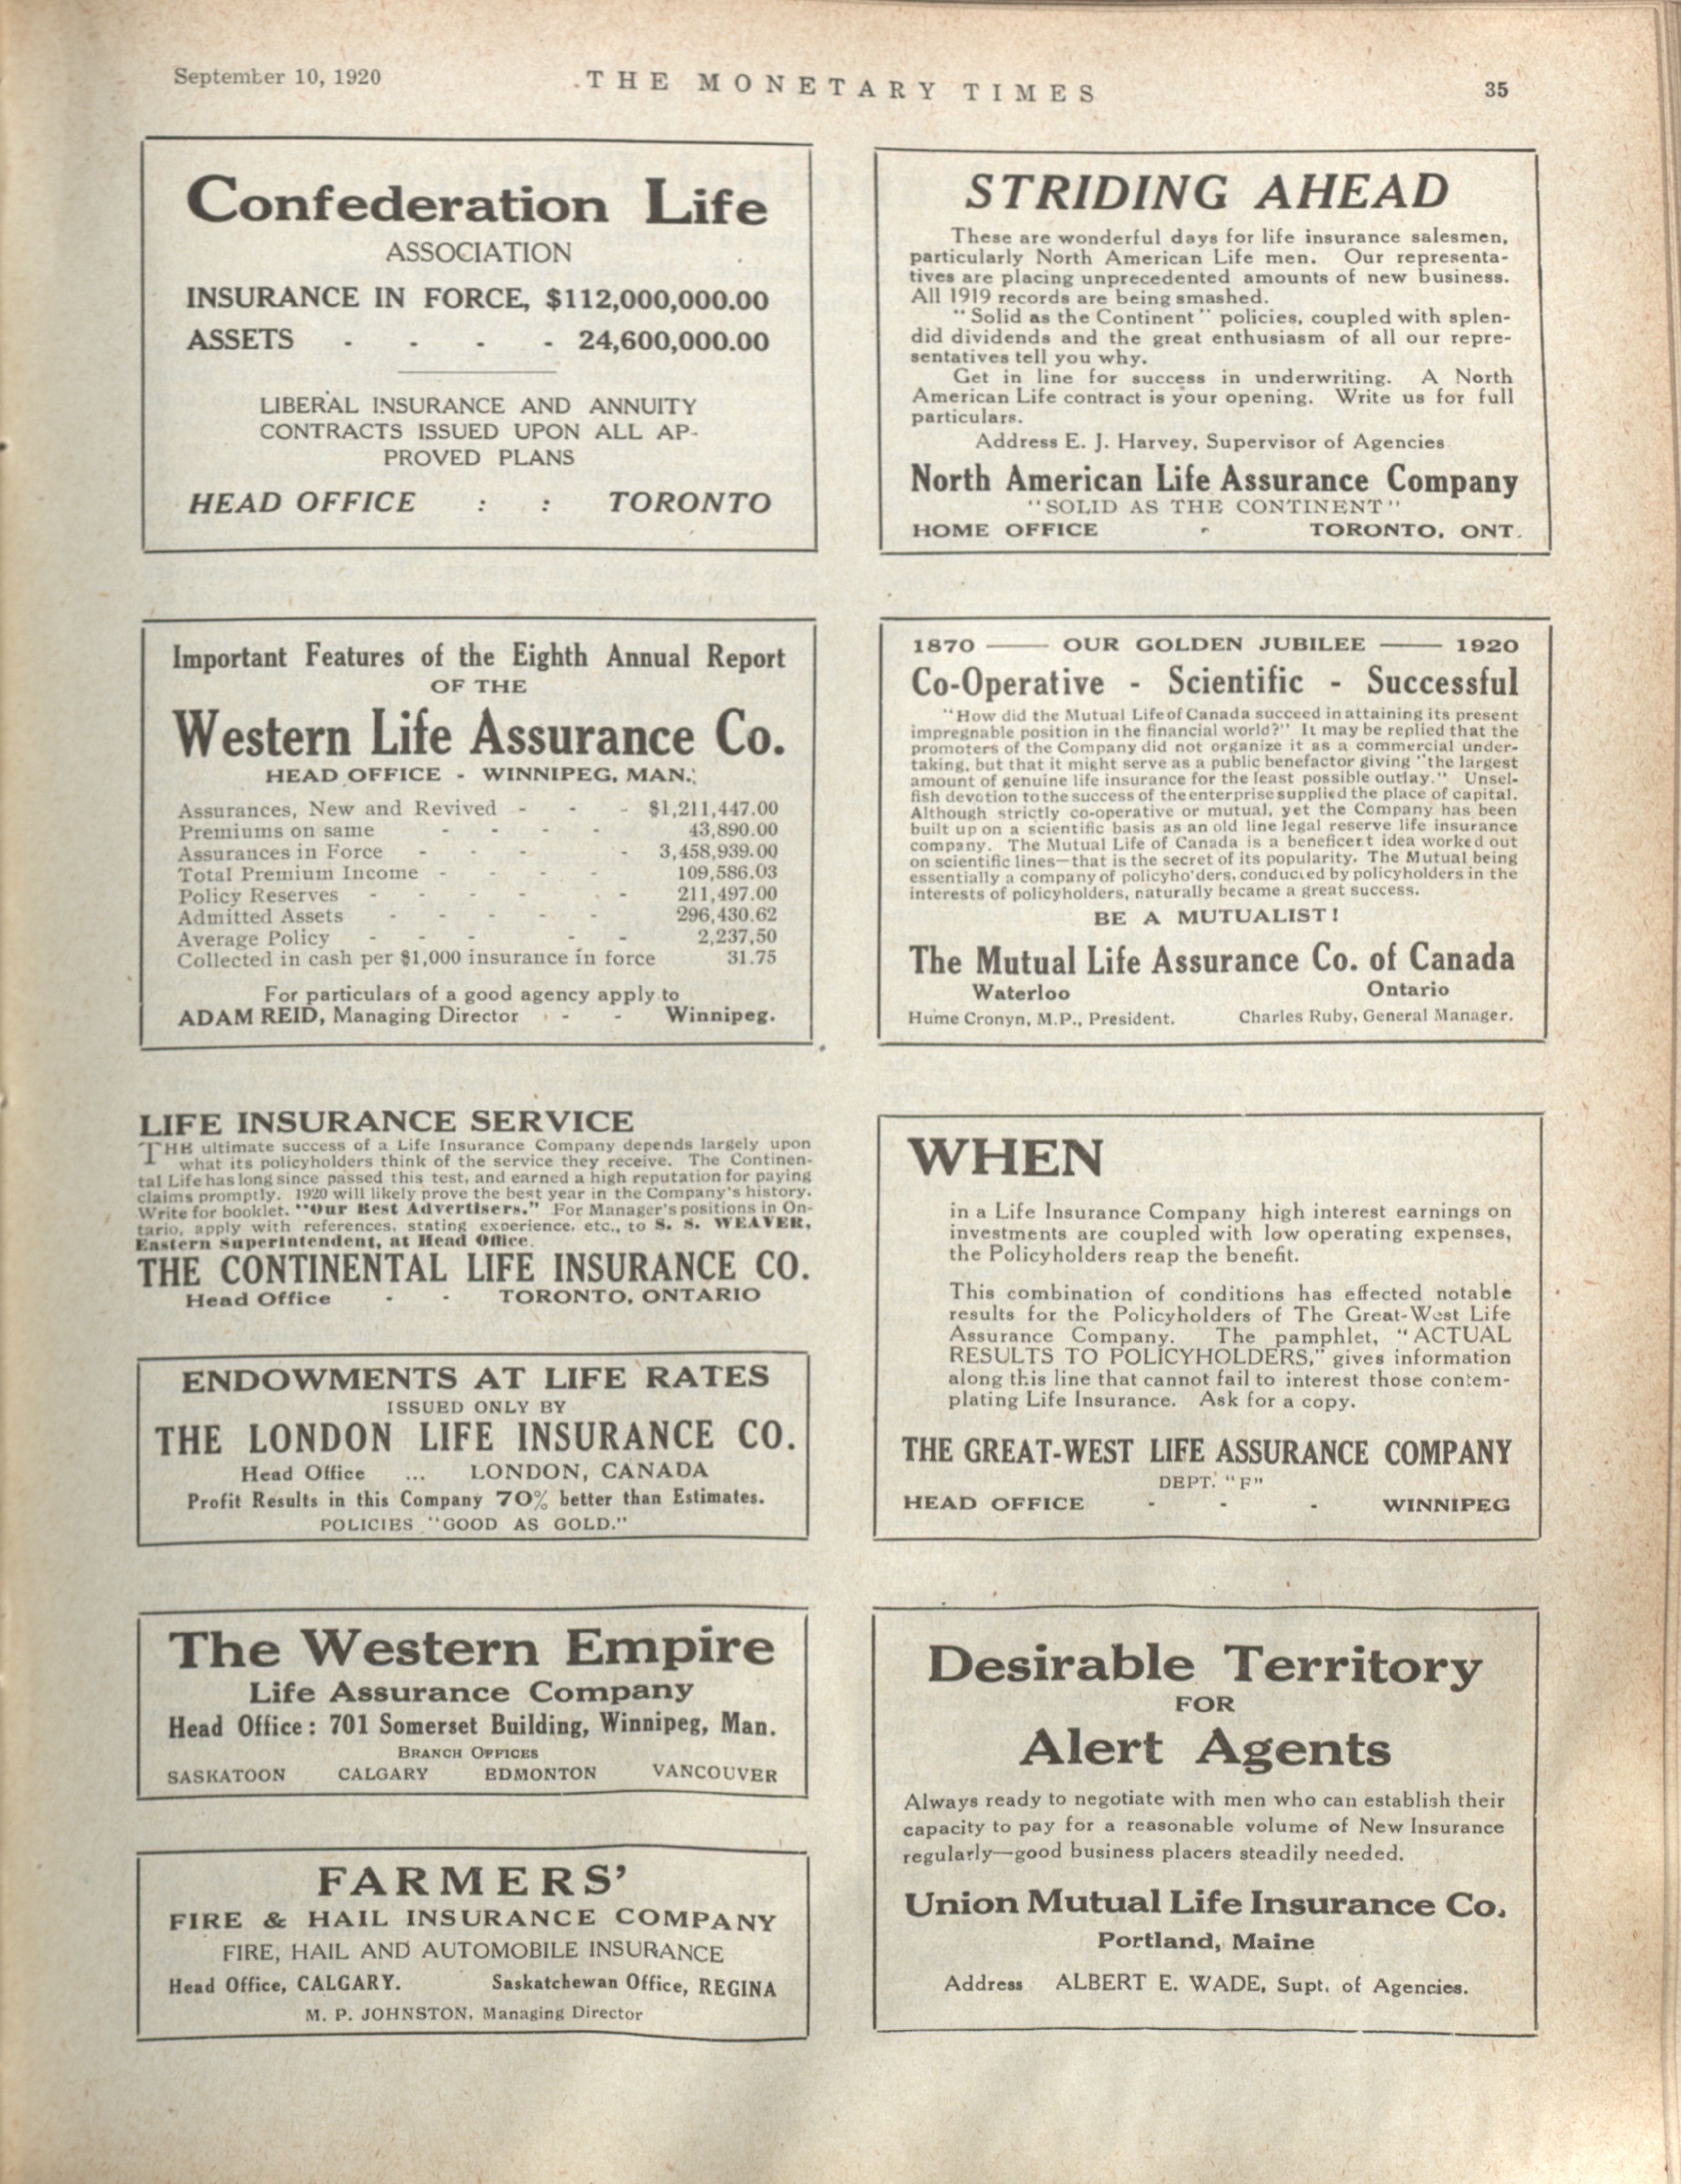 September 10, 1920
THE MONETARY TIMES
35
Confederation Life
ASSOCIATION
INSURANCE IN FORCE, $112,000,000.00
ASSETS - - - - 24,600,000.00
LIBERAL INSURANCE AND ANNUITY
CONTRACTS ISSUED UPON ALL AP-
PROVED PLANS
HEAD OFFICE : : TORONTO
Important Features of the Eighth Annual Report
OF THE
Western Life Assurance Co.
HEAD OFFICE - WINNIPEG, MAN.
Assurances, New and Revived - - - $1,211,447.00
Premiums on same - - - - 43,890.00
Assurances in Force - - - - 3,458,939.00
Total Premium Income - - - - 109,586.03
Policy Reserves - - - - - 211,497.00
Admitted Assets - - - - - 296,430.62
Average Policy - - - - - 2,237,50
Collected in cash per $1,000 insurance in force 31.75
For particulars of a good agency apply to
ADAM REID, Managing Director - - Winnipeg.
LIFE INSURANCE SERVICE
THE ultimate success of a Life Insurance Company depends largely upon
what its policyholders think of the service they receive. The Continen-
tal Life has long since passed this test, and earned a high reputation for paying
claims promptly. 1920 will likely prove the best year in the Company's history.
Write for booklet. "Our Best Advertisers." For Manager's positions in On-
tario, apply with references, stating experience, etc., to S. S. WEAVER,
Eastern Superintendent, at Head Office.
THE CONTINENTAL LIFE INSURANCE CO.
Head Office - - TORONTO, ONTARIO
ENDOWMENTS AT LIFE RATES
ISSUED ONLY BY
THE LONDON LIFE INSURANCE CO.
Head Office ... LONDON, CANADA
Profit Results in this Company 70% better than Estimates.
POLICIES "GOOD AS GOLD."
The Western Empire
Life Assurance Company
Head Office: 701 Somerset Building, Winnipeg, Man.
BRANCH OFFICES
SASKATOON CALGARY EDMONTON VANCOUVER
FARMERS'
FIRE & HAIL INSURANCE COMPANY
FIRE, HAIL AND AUTOMOBILE INSURANCE
Head Office, CALGARY. Saskatchewan Office, REGINA
M. P. JOHNSTON, Managing Director
STRIDING AHEAD
These are wonderful days for life insurance salesmen,
particularly North American Life men. Our representa-
tives are placing unprecedented amounts of new business.
All 1919 records are being smashed.
"Solid as the Continent" policies, coupled with splen-
did dividends and the great enthusiasm of all our repre-
sentatives tell you why.
Get in line for success in underwriting. A North
American Life contract is your opening. Write us for full
particulars.
Address E. J. Harvey, Supervisor of Agencies
North American Life Assurance Company
"SOLID AS THE CONTINENT"
HOME OFFICE - TORONTO, ONT.
1870 —— OUR GOLDEN JUBILEE —— 1920
Co-Operative - Scientific - Successful
"How did the Mutual Life of Canada succeed in attaining its present
impregnable position in the financial world?" It may be replied that the
promoters of the Company did not organize it as a commercial under-
taking, but that it might serve as a public benefactor giving "the largest
amount of genuine life insurance for the least possible outlay." Unsel-
fish devotion to the success of the enterprise supplied the place of capital.
Although strictly co-operative or mutual, yet the Company has been
built up on a scientific basis as an old line legal reserve life insurance
company. The Mutual Life of Canada is a beneficent idea worked out
on scientific lines—that is the secret of its popularity. The Mutual being
essentially a company of policyho'ders, conducted by policyholders in the
interests of policyholders, naturally became a great success.
BE A MUTUALIST!
The Mutual Life Assurance Co. of Canada
Waterloo Ontario
Hume Cronyn, M.P., President. Charles Ruby, General Manager.
WHEN
in a Life Insurance Company high interest earnings on
investments are coupled with low operating expenses,
the Policyholders reap the benefit.
This combination of conditions has effected notable
results for the Policyholders of The Great-West Life
Assurance Company. The pamphlet, "ACTUAL
RESULTS TO POLICYHOLDERS," gives information
along this line that cannot fail to interest those contem-
plating Life Insurance. Ask for a copy.
THE GREAT-WEST LIFE ASSURANCE COMPANY
DEPT. "F"
HEAD OFFICE - - - WINNIPEG
Desirable Territory
FOR
Alert Agents
Always ready to negotiate with men who can establish their
capacity to pay for a reasonable volume of New Insurance
regularly—good business placers steadily needed.
Union Mutual Life Insurance Co.
Portland, Maine
Address ALBERT E. WADE, Supt. of Agencies.